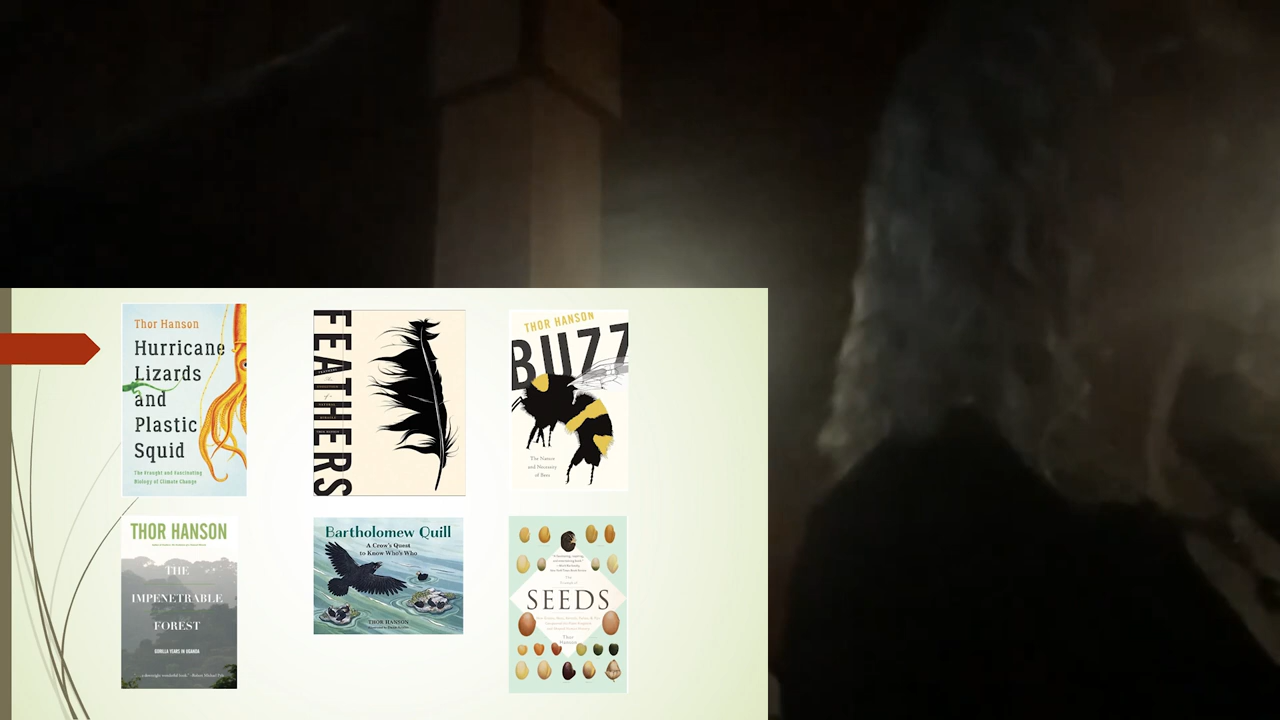 Thor Hanson
Hurricane
Lizards
and
Plastic
Squid
The Fraught and Fascinating
Biology of Climate Change
FEATHERS
THOR HANSON
BUZZ
The Nature
and Necessity
of Bees
THOR HANSON
THE
IMPENETRABLE
FOREST
GORILLA YEARS IN UGANDA
Bartholomew Quill
A Crow's Quest
to Know Who's Who
THOR HANSON
SEEDS
Thor
Hanson